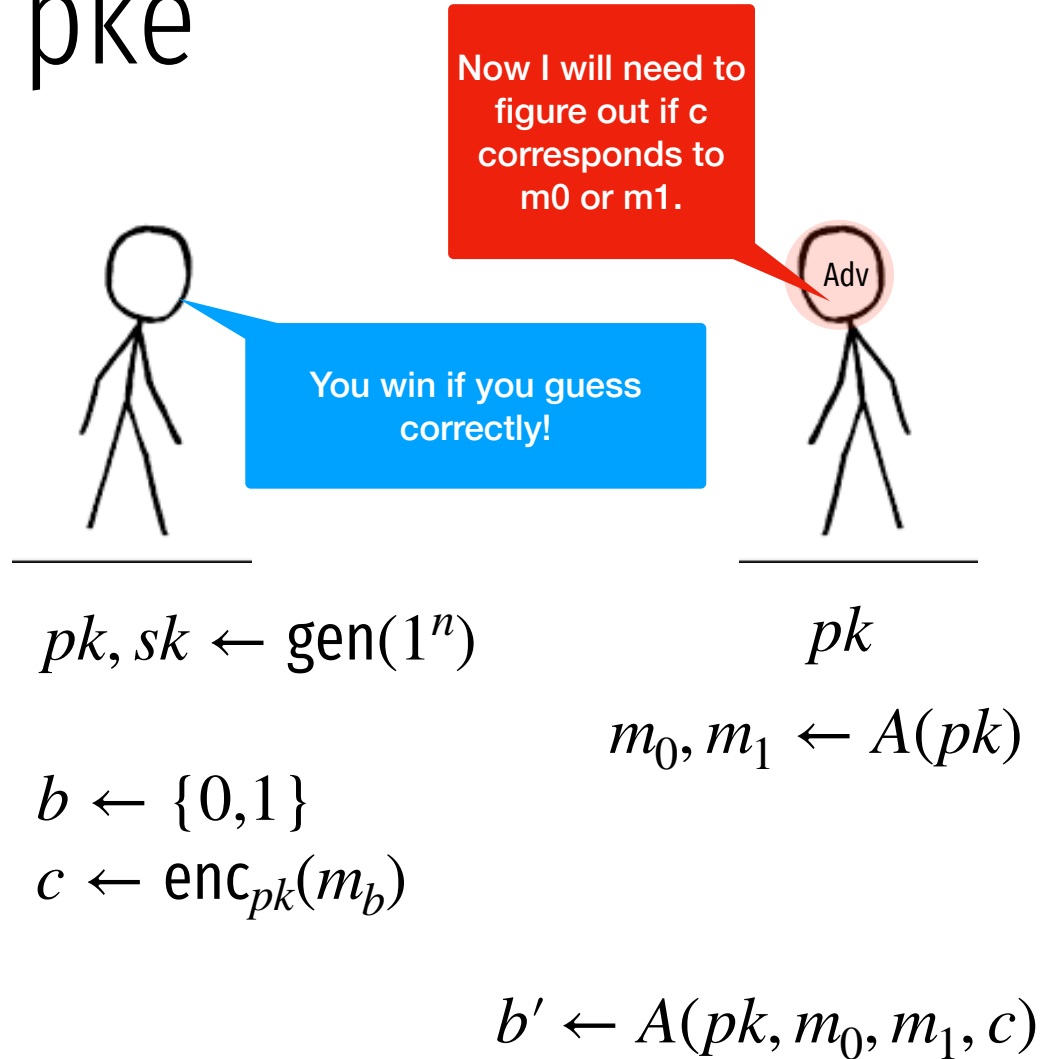 pke
Now I will need to
figure out if c
corresponds to
m0 or m1.
Adv
You win if you guess
correctly!
pk, sk ← gen(1ⁿ)
pk
m₀, m₁ ← A(pk)
b ← {0,1}
c ← enc_pk(m_b)
b′ ← A(pk, m₀, m₁, c)